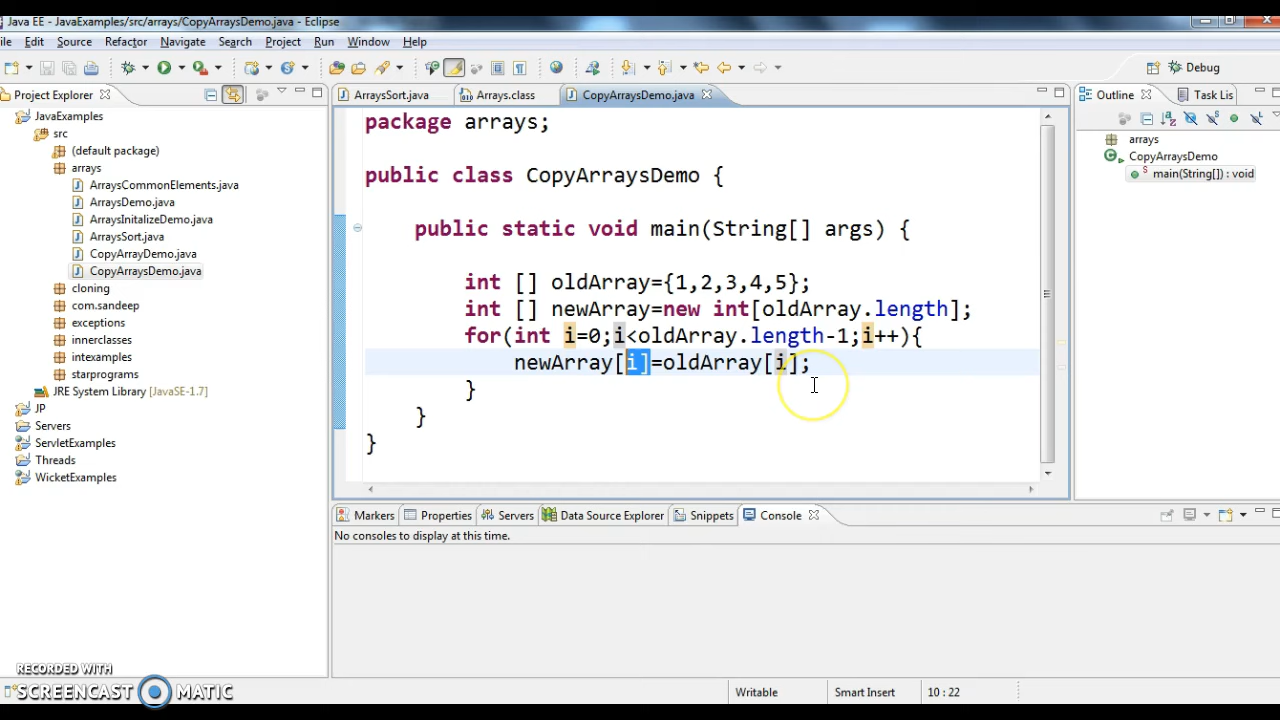 Java EE - JavaExamples/src/arrays/CopyArraysDemo.java - Eclipse
ile Edit Source Refactor Navigate Search Project Run Window Help
Debug
Project Explorer
JavaExamples
src
(default package)
arrays
ArraysCommonElements.java
ArraysDemo.java
ArraysInitalizeDemo.java
ArraysSort.java
CopyArrayDemo.java
CopyArraysDemo.java
cloning
com.sandeep
exceptions
innerclasses
intexamples
starprograms
JRE System Library [JavaSE-1.7]
JP
Servers
ServletExamples
Threads
WicketExamples
ArraysSort.java Arrays.class CopyArraysDemo.java
package arrays;
public class CopyArraysDemo {
public static void main(String[] args) {
int [] oldArray={1,2,3,4,5};
int [] newArray=new int[oldArray.length];
for(int i=0;i<oldArray.length-1;i++){
newArray[i]=oldArray[i];
}
}
}
Outline Task Lis
arrays
CopyArraysDemo
main(String[]) : void
Markers Properties Servers Data Source Explorer Snippets Console
No consoles to display at this time.
RECORDED WITH
SCREENCAST MATIC
Writable Smart Insert 10 : 22